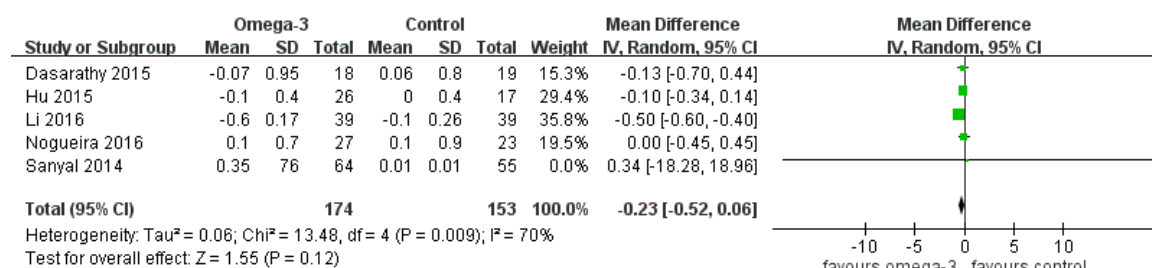 Omega-3 Control Mean Difference Mean Difference
Study or Subgroup Mean SD Total Mean SD Total Weight IV, Random, 95% CI IV, Random, 95% CI
Dasarathy 2015 -0.07 0.95 18 0.06 0.8 19 15.3% -0.13 [-0.70, 0.44]
Hu 2015 -0.1 0.4 26 0 0.4 17 29.4% -0.10 [-0.34, 0.14]
Li 2016 -0.6 0.17 39 -0.1 0.26 39 35.8% -0.50 [-0.60, -0.40]
Nogueira 2016 0.1 0.7 27 0.1 0.9 23 19.5% 0.00 [-0.45, 0.45]
Sanyal 2014 0.35 76 64 0.01 0.01 55 0.0% 0.34 [-18.28, 18.96]
Total (95% CI) 174 153 100.0% -0.23 [-0.52, 0.06]
Heterogeneity: Tau² = 0.06; Chi² = 13.48, df = 4 (P = 0.009); I² = 70%
Test for overall effect: Z = 1.55 (P = 0.12)
-10 -5 0 5 10
favours omega-3 favours control